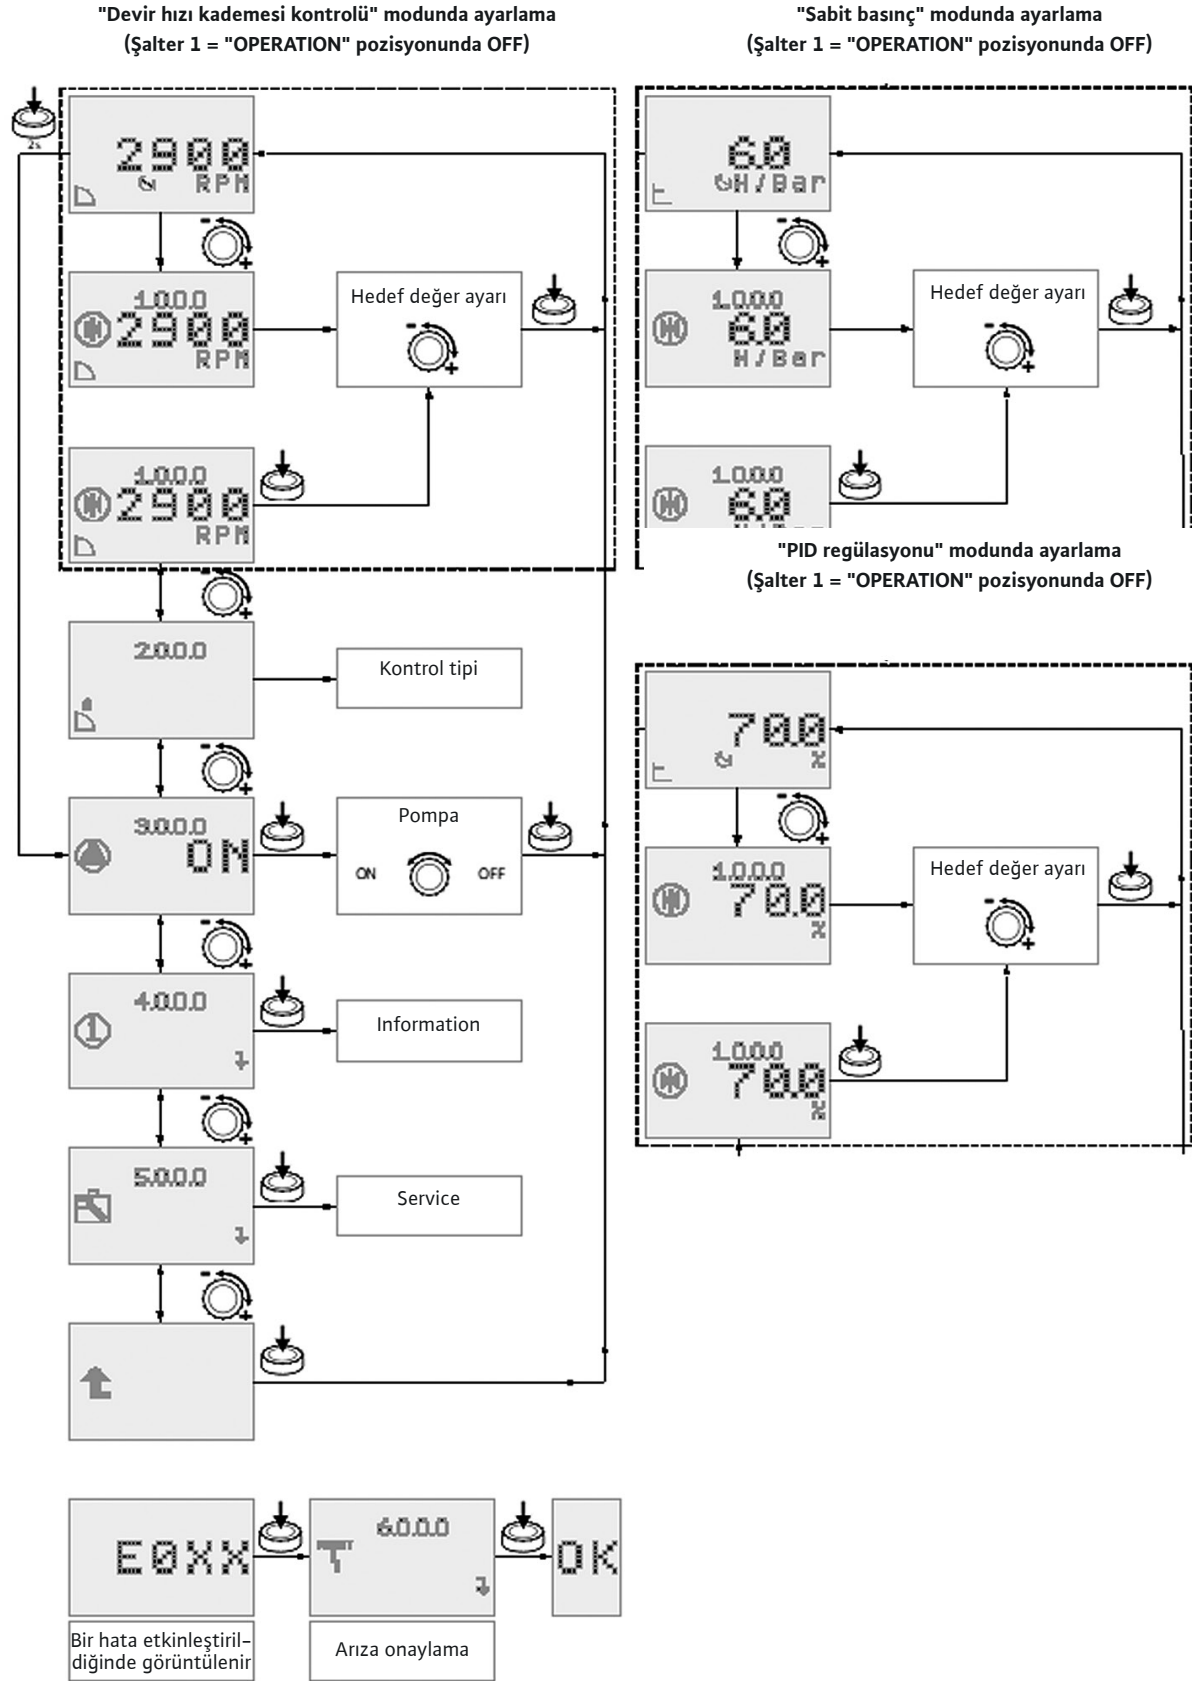 "Devir hızı kademesi kontrolü" modunda ayarlama
(Şalter 1 = "OPERATION" pozisyonunda OFF)
2s
2900
RPM
1.0.0.0
2900
RPM
Hedef değer ayarı
- +
1.0.0.0
2900
RPM
- +
2.0.0.0
Kontrol tipi
- +
3.0.0.0
ON
Pompa
ON OFF
- +
4.0.0.0
1
Information
- +
5.0.0.0
Service
- +
E0XX
6.0.0.0
OK
Bir hata etkinleştiril-
diğinde görüntülenir
Arıza onaylama
"Sabit basınç" modunda ayarlama
(Şalter 1 = "OPERATION" pozisyonunda OFF)
6.0
H/Bar
- +
1.0.0.0
6.0
H/Bar
Hedef değer ayarı
- +
1.0.0.0
6.0
"PID regülasyonu" modunda ayarlama
(Şalter 1 = "OPERATION" pozisyonunda OFF)
70.0
%
- +
1.0.0.0
70.0
%
Hedef değer ayarı
- +
1.0.0.0
70.0
%